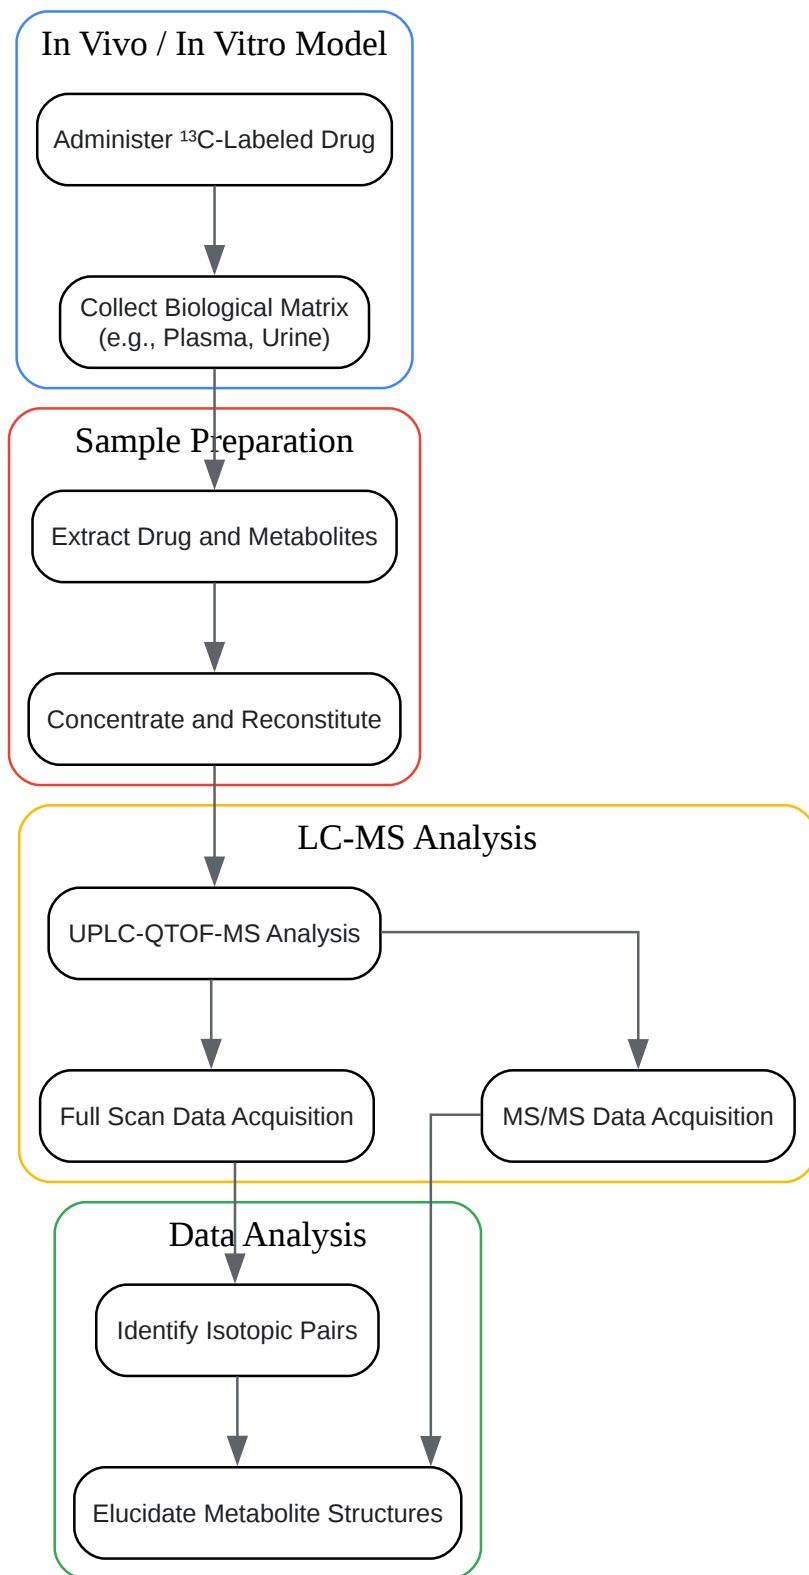 In Vivo / In Vitro Model
Administer ¹³C-Labeled Drug
Collect Biological Matrix
(e.g., Plasma, Urine)
Sample Preparation
Extract Drug and Metabolites
Concentrate and Reconstitute
LC-MS Analysis
UPLC-QTOF-MS Analysis
Full Scan Data Acquisition
MS/MS Data Acquisition
Data Analysis
Identify Isotopic Pairs
Elucidate Metabolite Structures